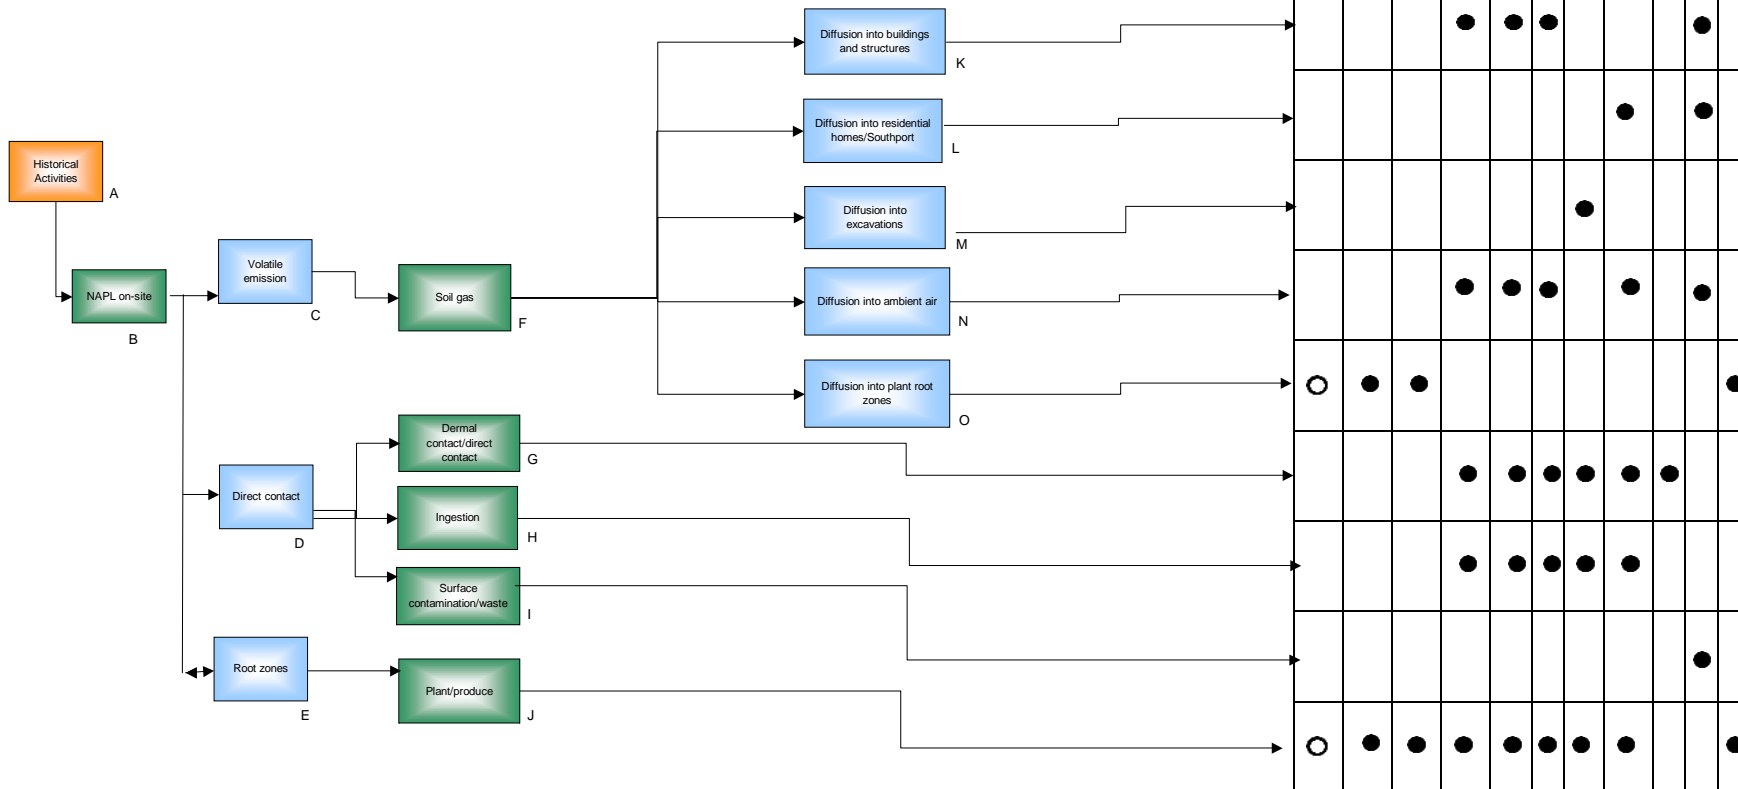 Diffusion into buildings
and structures
K
Diffusion into residential
homes/Southport
L
Historical
Activities
A
Diffusion into
excavations
M
Volatile
emission
C
NAPL on-site
B
Soil gas
F
Diffusion into ambient air
N
Diffusion into plant root
zones
O
Dermal
contact/direct
contact
G
Direct contact
D
Ingestion
H
Surface
contamination/waste
I
Root zones
E
Plant/produce
J